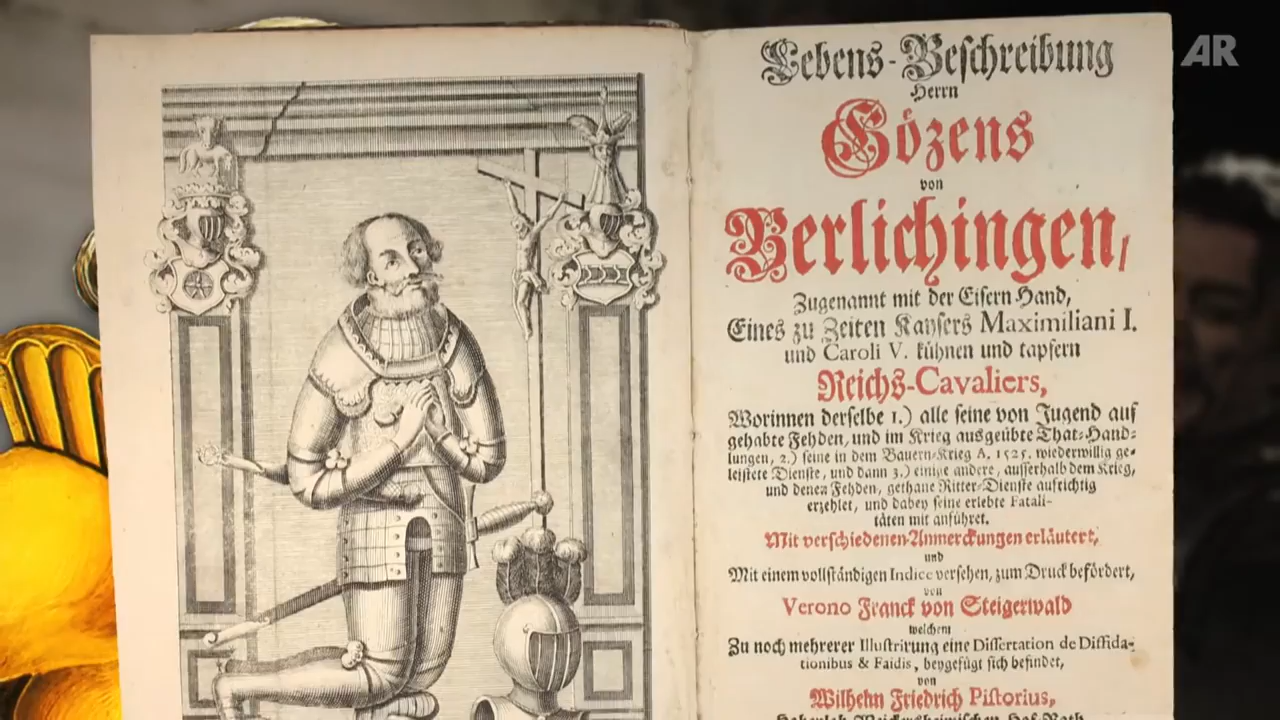 AR
Lebens-Beschreibung
Herrn
Gözens
von
Berlichingen,
Zugenannt mit der Eisern Hand,
Eines zu Zeiten Kaysers Maximiliani I.
und Caroli V. kühnen und tapfern
Reichs-Cavaliers,
Worinnen derselbe 1.) alle seine von Jugend auf
gehabte Fehden, und im Krieg ausgeübte That-Hand-
lungen, 2.) seine in dem Bauern-Krieg A. 1525. wiederwillig ge-
leistete Dienste, und dann 3.) einige andere, ausserhalb dem Krieg,
und denen Fehden, gethane Ritter-Dienste aufrichtig
erzehlet, und dabey seine erlebte Fatali-
täten mit anführet.
Mit verschiedenen Anmerckungen erläutert,
und
Mit einem vollständigen Indice versehen, zum Druck befördert,
von
Verono Franck von Steigerwald
welchem
Zu noch mehrerer Illustrirung eine Dissertation de Diffida-
tionibus & Faidis, beygefügt sich befindet,
von
Wilhelm Friedrich Pistorius,
Hohenloh-Weickersheimischen Hof-Rath